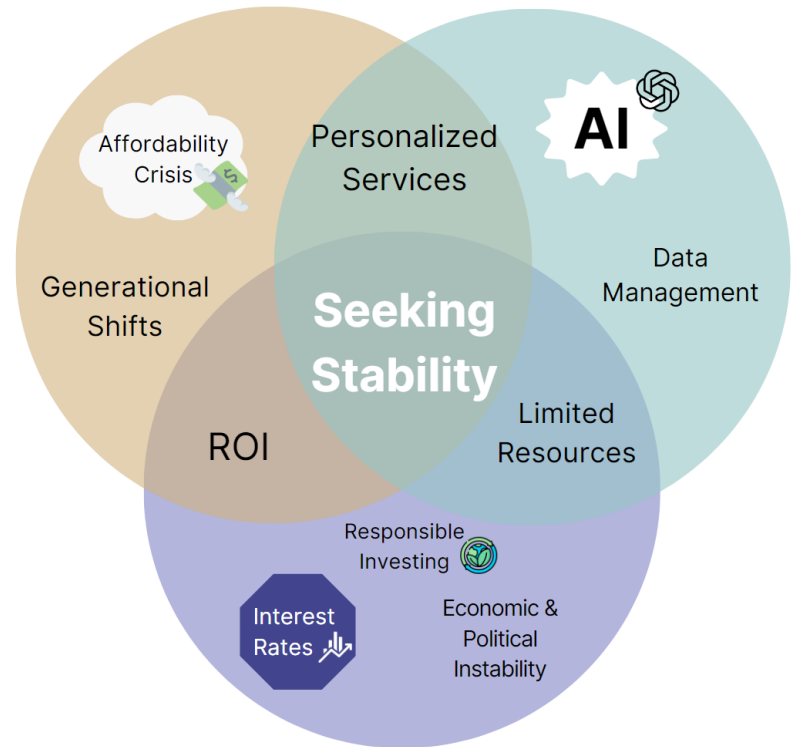 Affordability
Crisis
$
Personalized
Services
AI
Generational
Shifts
Data
Management
Seeking
Stability
ROI
Limited
Resources
Responsible
Investing
Interest
Rates
Economic &
Political
Instability